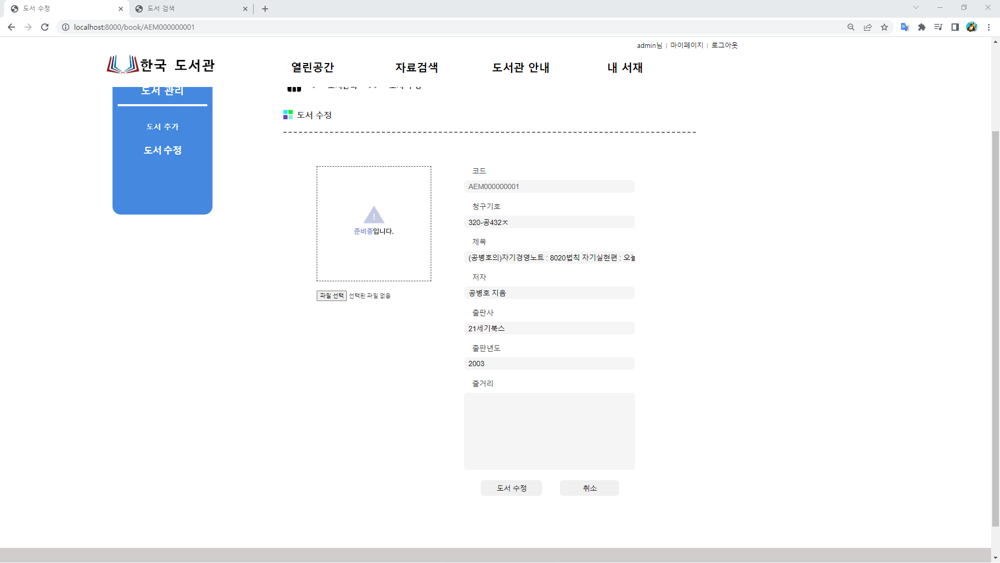 도서 수정
도서 검색
localhost:8000/book/AEM000000001
admin님 | 마이페이지 | 로그아웃
한국 도서관
열린공간
자료검색
도서관 안내
내 서재
도서 관리
도서 추가
도서 수정
도서 수정
준비중입니다.
파일 선택 선택된 파일 없음
코드
AEM000000001
청구기호
320-공432ㅈ
제목
(공병호의)자기경영노트 : 8020법칙 자기실현편 : 오늘
저자
공병호 지음
출판사
21세기북스
출판년도
2003
줄거리
도서 수정
취소